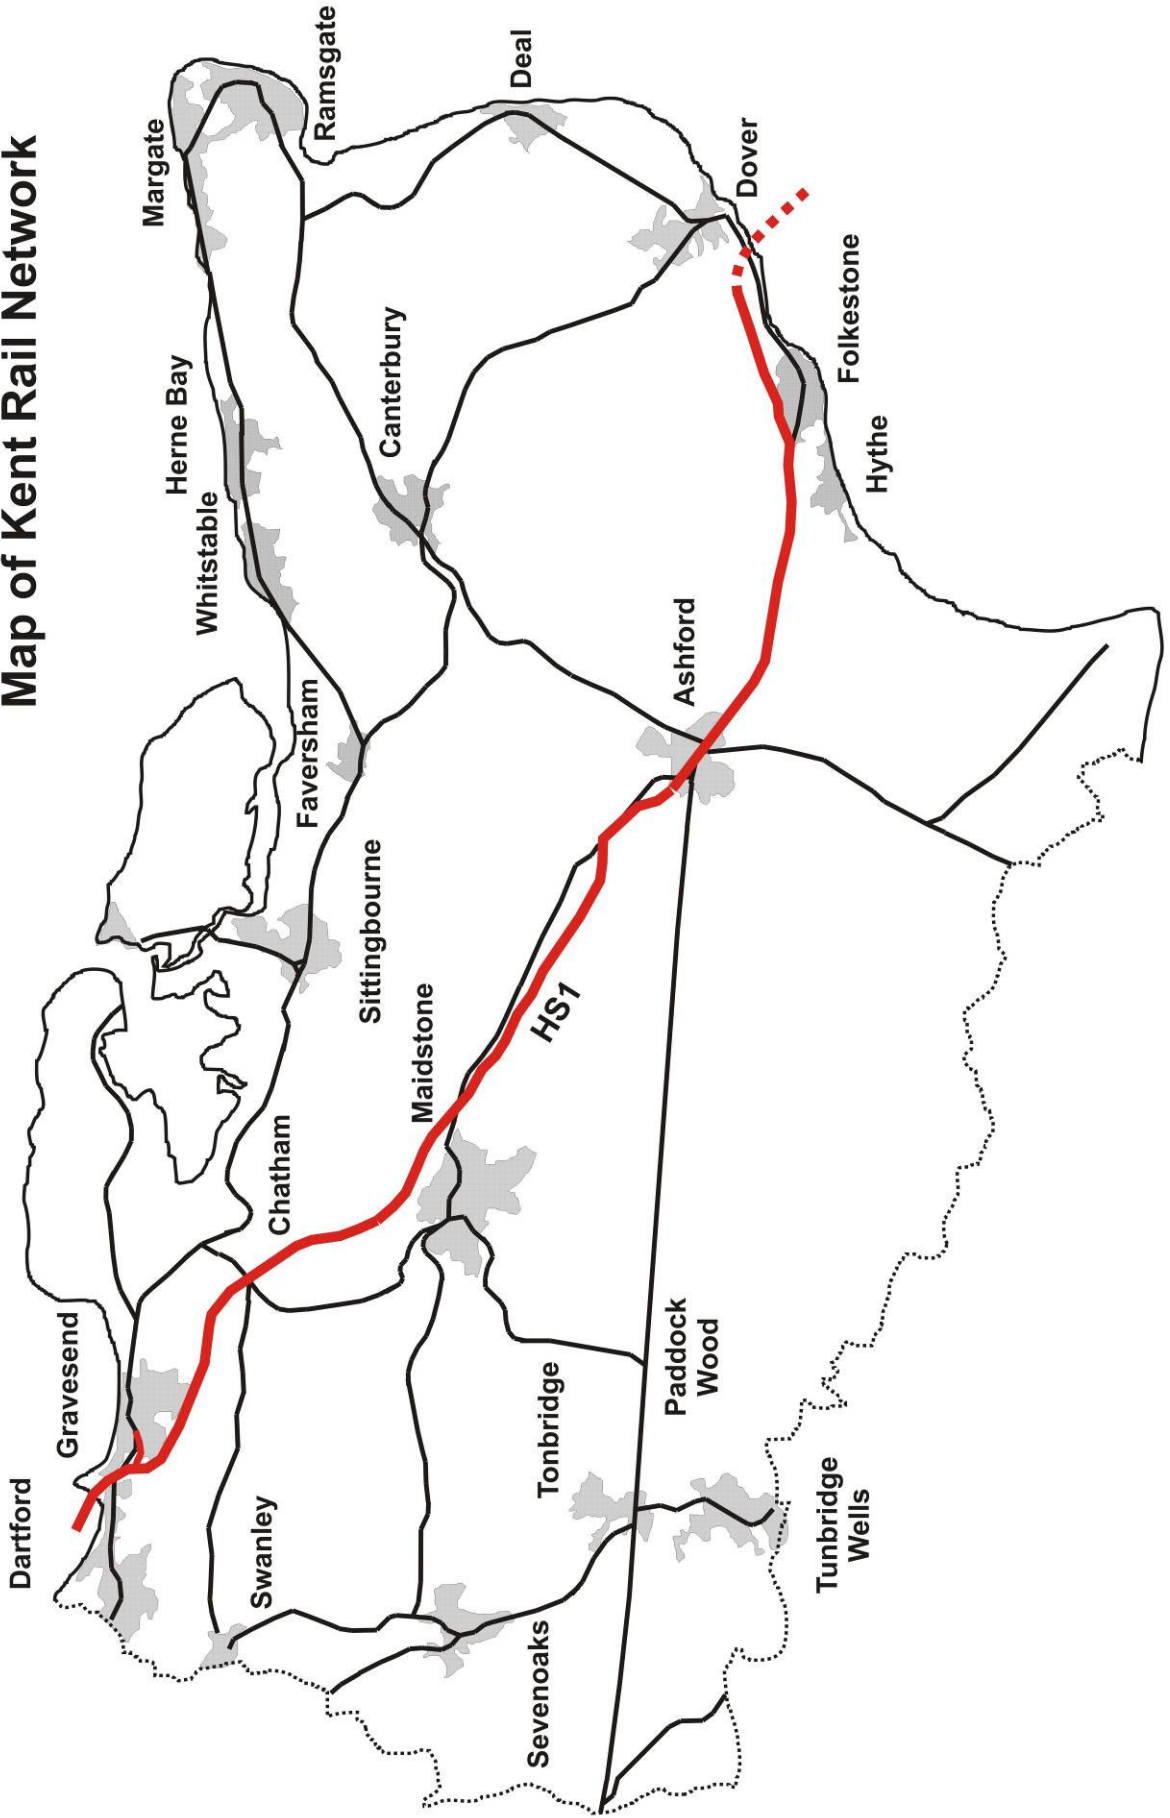 Map of Kent Rail Network
Dartford
Gravesend
Swanley
Chatham
Sevenoaks
Tonbridge
Tunbridge
Wells
Paddock
Wood
Maidstone
HS1
Sittingbourne
Faversham
Whitstable
Herne Bay
Margate
Ramsgate
Canterbury
Ashford
Deal
Dover
Folkestone
Hythe